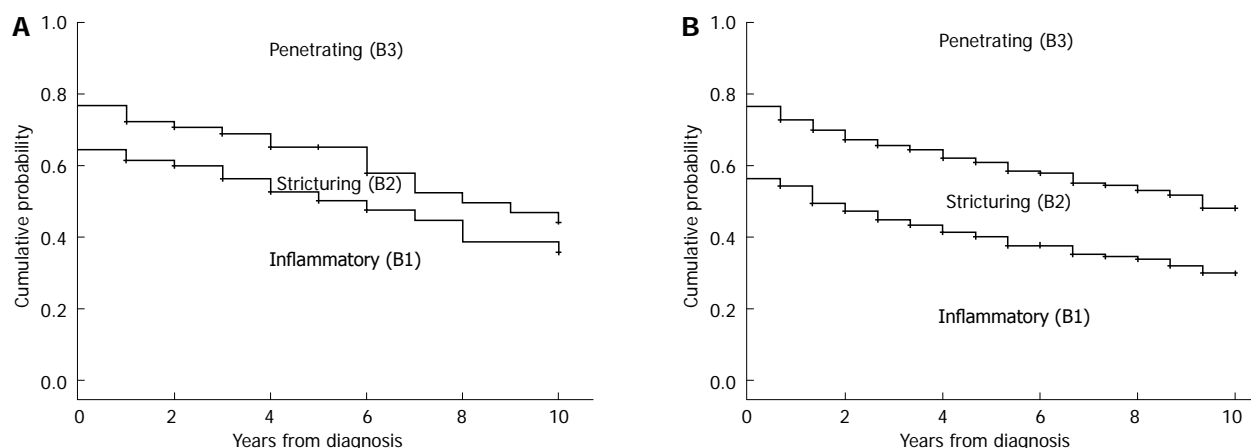 A
1.0
0.8
0.6
0.4
0.2
0.0
Cumulative probability
Penetrating (B3)
Stricturing (B2)
Inflammatory (B1)
0 2 4 6 8 10
Years from diagnosis
B
1.0
0.8
0.6
0.4
0.2
0.0
Cumulative probability
Penetrating (B3)
Stricturing (B2)
Inflammatory (B1)
0 2 4 6 8 10
Years from diagnosis